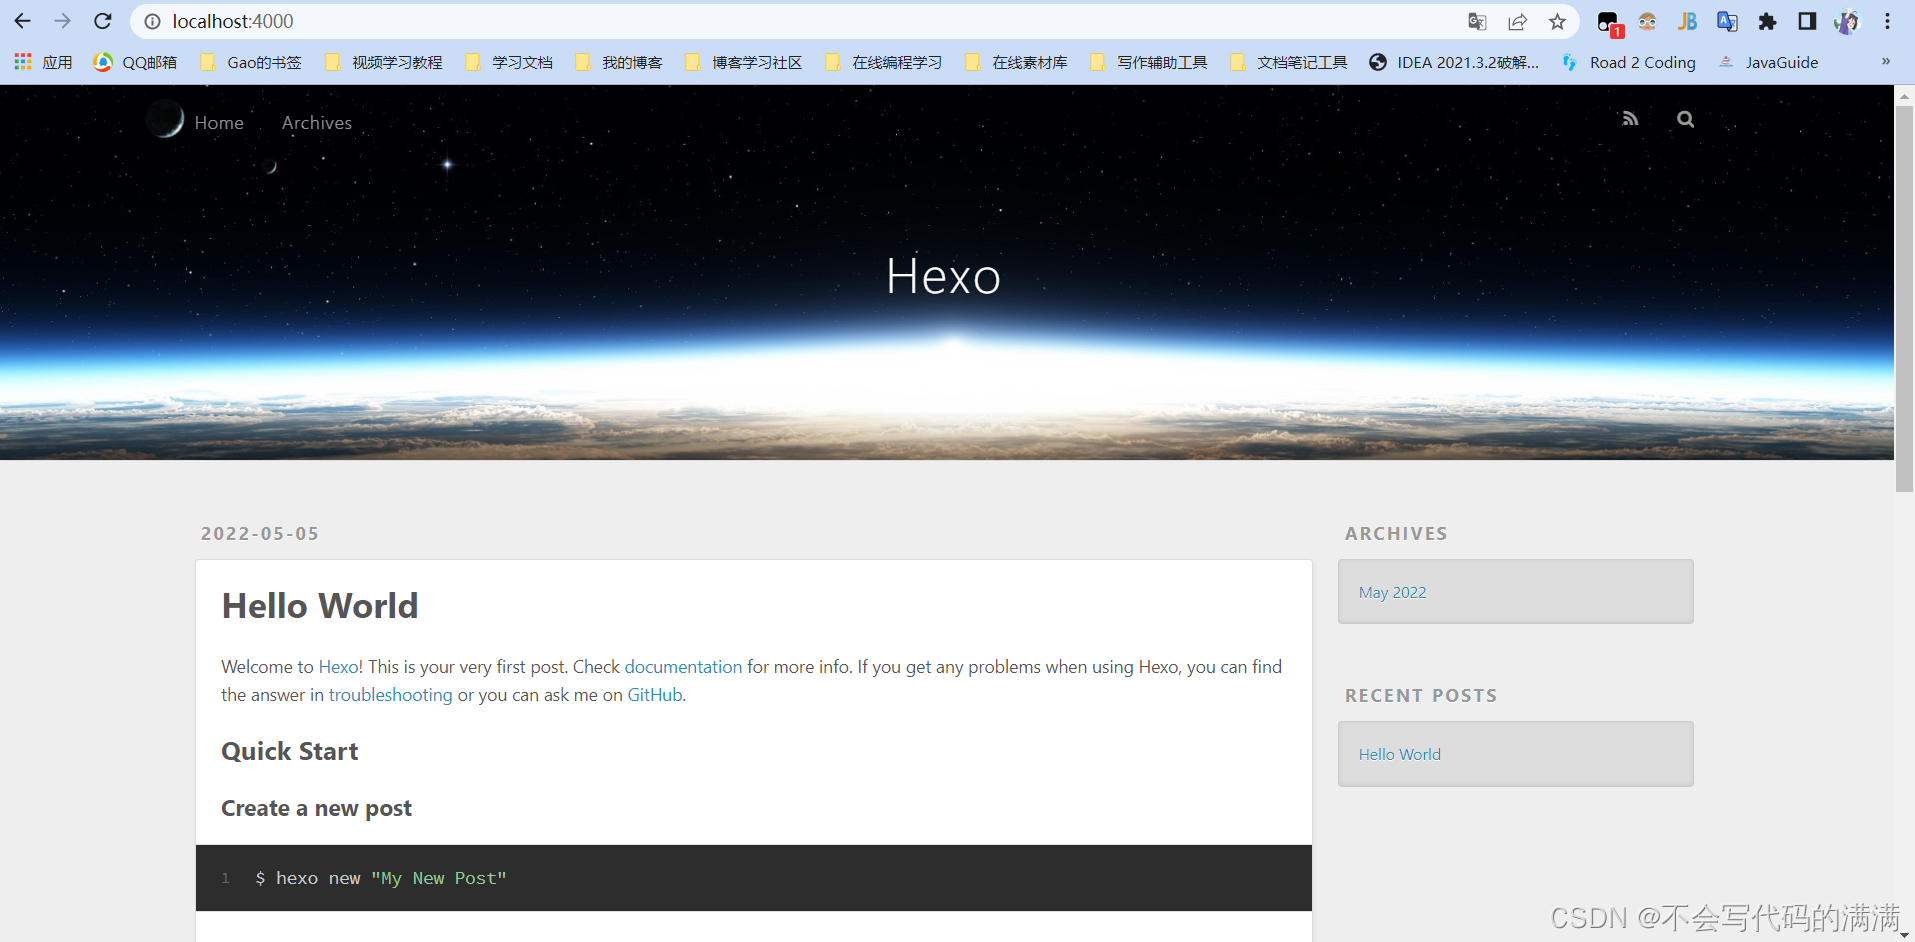 localhost:4000
1
JB
应用 QQ邮箱 Gao的书签 视频学习教程 学习文档 我的博客 博客学习社区 在线编程学习 在线素材库 写作辅助工具 文档笔记工具 IDEA 2021.3.2破解... Road 2 Coding JavaGuide »
Home Archives
Hexo
2022-05-05
Hello World
Welcome to Hexo! This is your very first post. Check documentation for more info. If you get any problems when using Hexo, you can find
the answer in troubleshooting or you can ask me on GitHub.
Quick Start
Create a new post
1 $ hexo new "My New Post"
ARCHIVES
May 2022
RECENT POSTS
Hello World
CSDN @不会写代码的满满